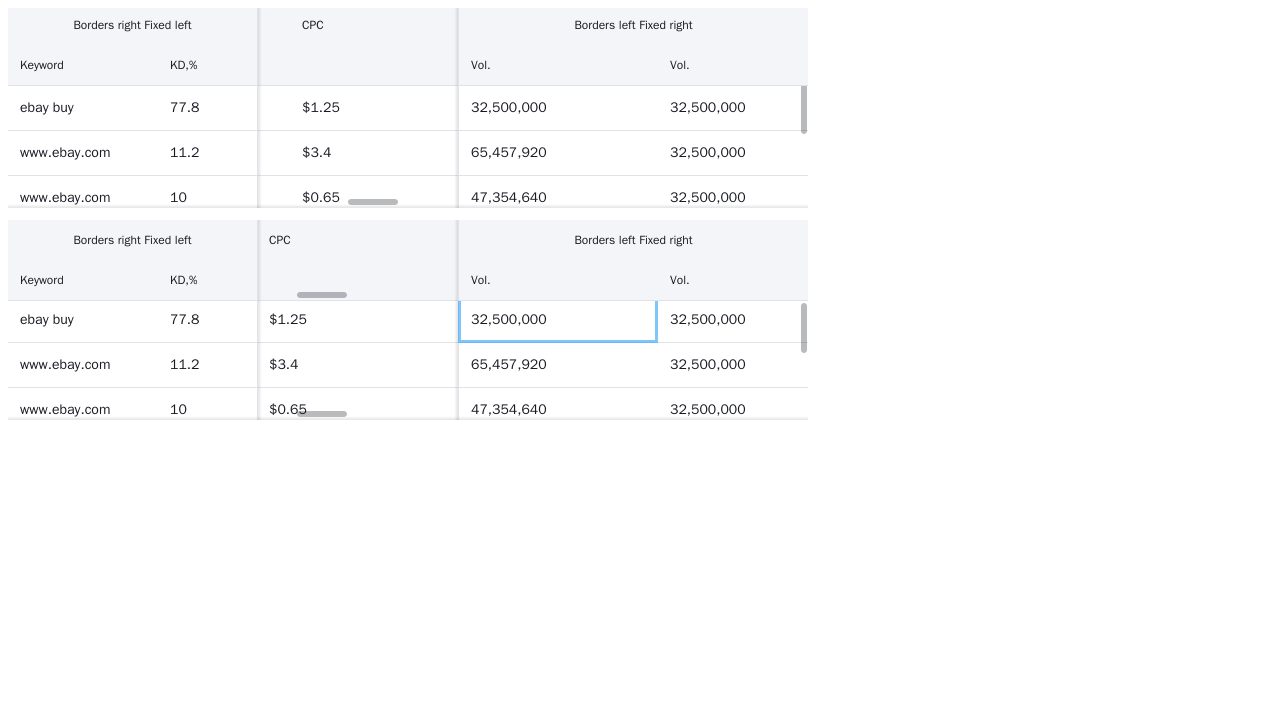 Borders right Fixed left CPC Borders left Fixed right
Keyword KD,% Vol. Vol.
ebay buy 77.8 $1.25 32,500,000 32,500,000
www.ebay.com 11.2 $3.4 65,457,920 32,500,000
www.ebay.com 10 $0.65 47,354,640 32,500,000
Borders right Fixed left CPC Borders left Fixed right
Keyword KD,% Vol. Vol.
ebay buy 77.8 $1.25 32,500,000 32,500,000
www.ebay.com 11.2 $3.4 65,457,920 32,500,000
www.ebay.com 10 $0.65 47,354,640 32,500,000